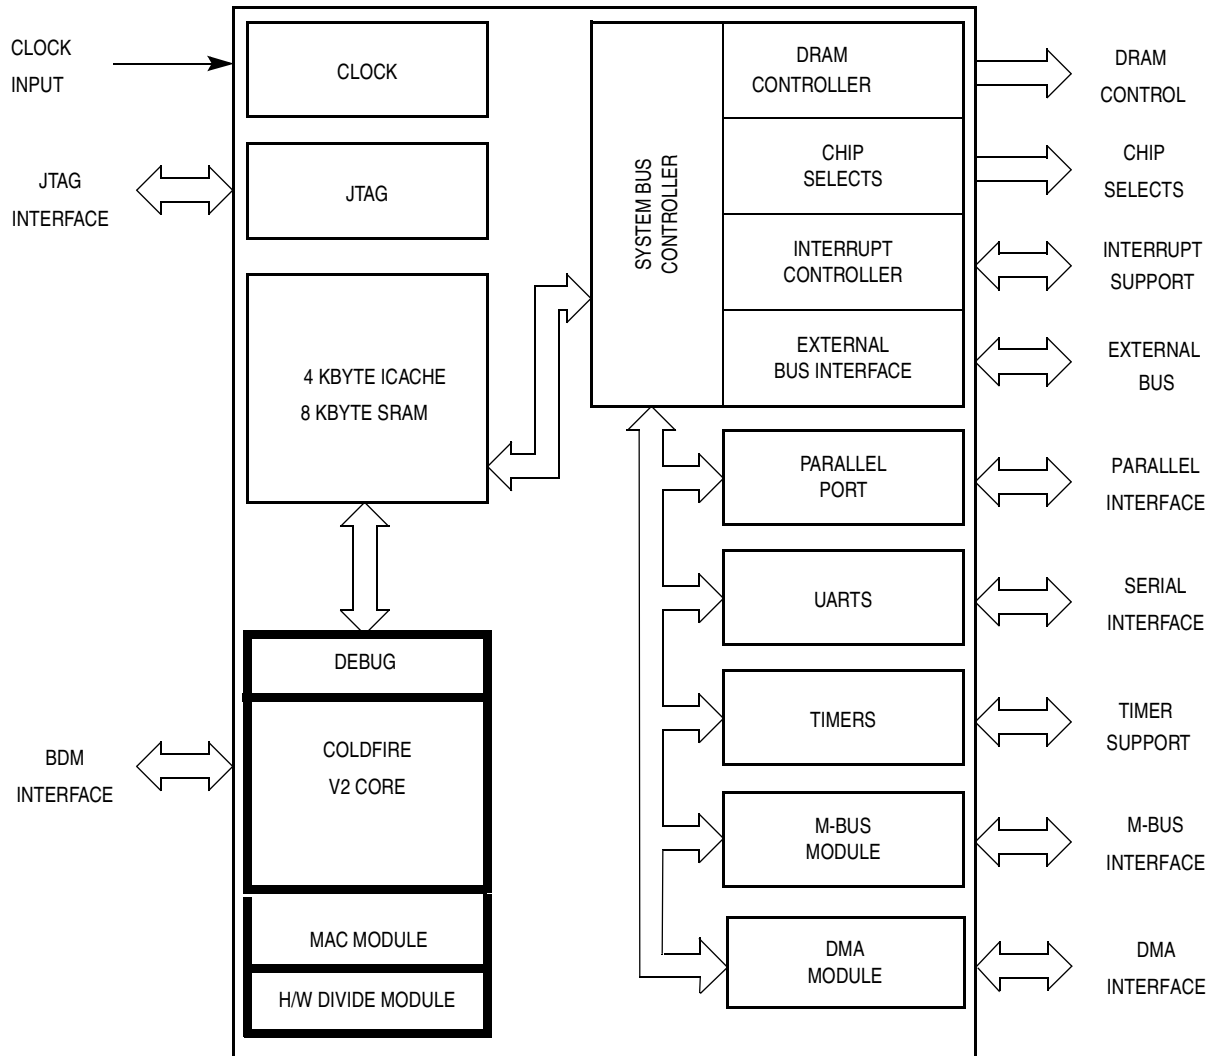 CLOCK
INPUT
CLOCK
JTAG
INTERFACE
JTAG
4 KBYTE ICACHE
8 KBYTE SRAM
DEBUG
COLDFIRE
V2 CORE
BDM
INTERFACE
MAC MODULE
H/W DIVIDE MODULE
SYSTEM BUS
CONTROLLER
DRAM
CONTROLLER
DRAM
CONTROL
CHIP
SELECTS
CHIP
SELECTS
INTERRUPT
CONTROLLER
INTERRUPT
SUPPORT
EXTERNAL
BUS INTERFACE
EXTERNAL
BUS
PARALLEL
PORT
PARALLEL
INTERFACE
UARTS
SERIAL
INTERFACE
TIMERS
TIMER
SUPPORT
M-BUS
MODULE
M-BUS
INTERFACE
DMA
MODULE
DMA
INTERFACE